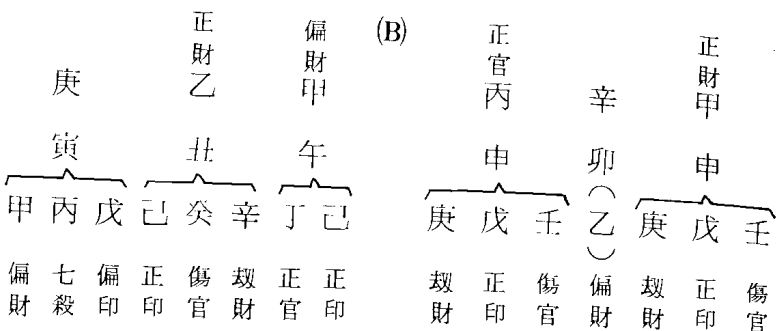 正財 偏財 (B) 正官 正財
庚 乙 甲 丙 辛 甲
寅 丑 午 申 卯 申
甲 丙 戊 己 癸 辛 丁 己 庚 戊 壬 (乙) 庚 戊 壬
偏財 七殺 偏印 正印 傷官 刼財 正官 正印 刼財 正印 傷官 偏財 刼財 正印 傷官